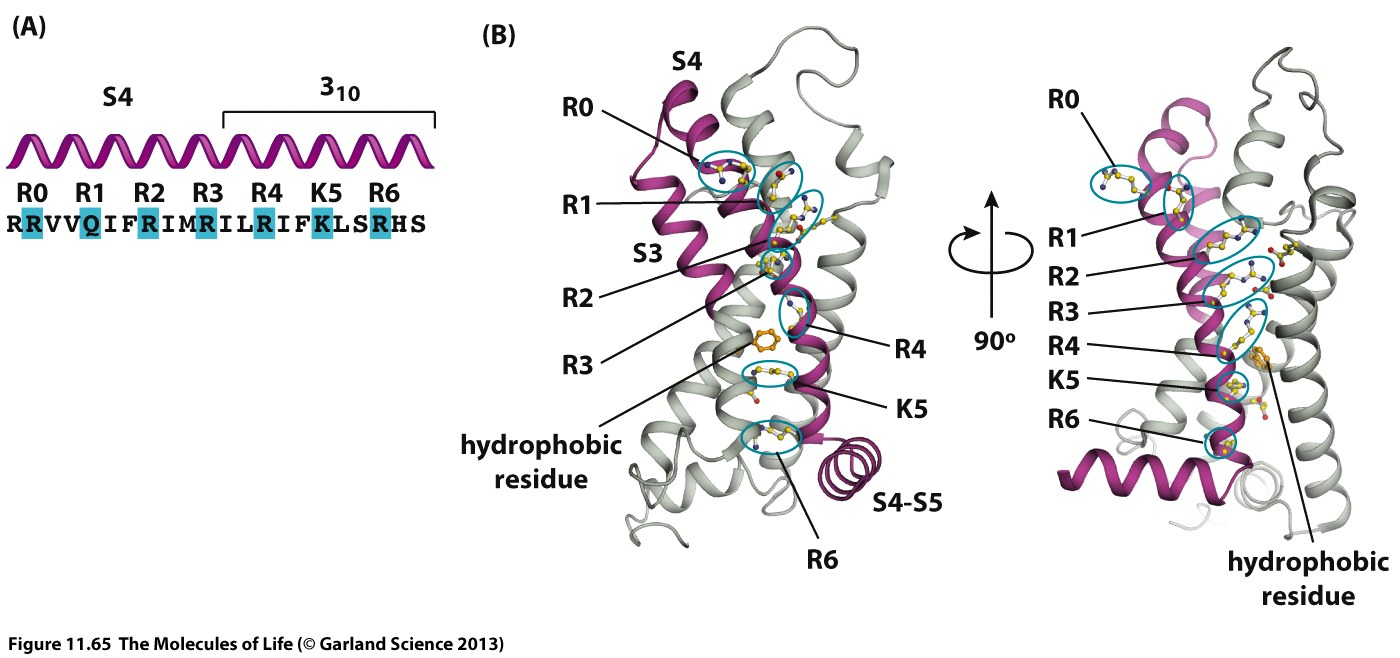 (A)
S4
3₁₀
R0 R1 R2 R3 R4 K5 R6
RRVVQIFRIMRILRIFKLSRHS
(B)
S4
R0
R1
S3
R2
R3
R4
K5
hydrophobic
residue
S4-S5
R6
90º
R0
R1
R2
R3
R4
K5
R6
hydrophobic
residue
Figure 11.65 The Molecules of Life (© Garland Science 2013)